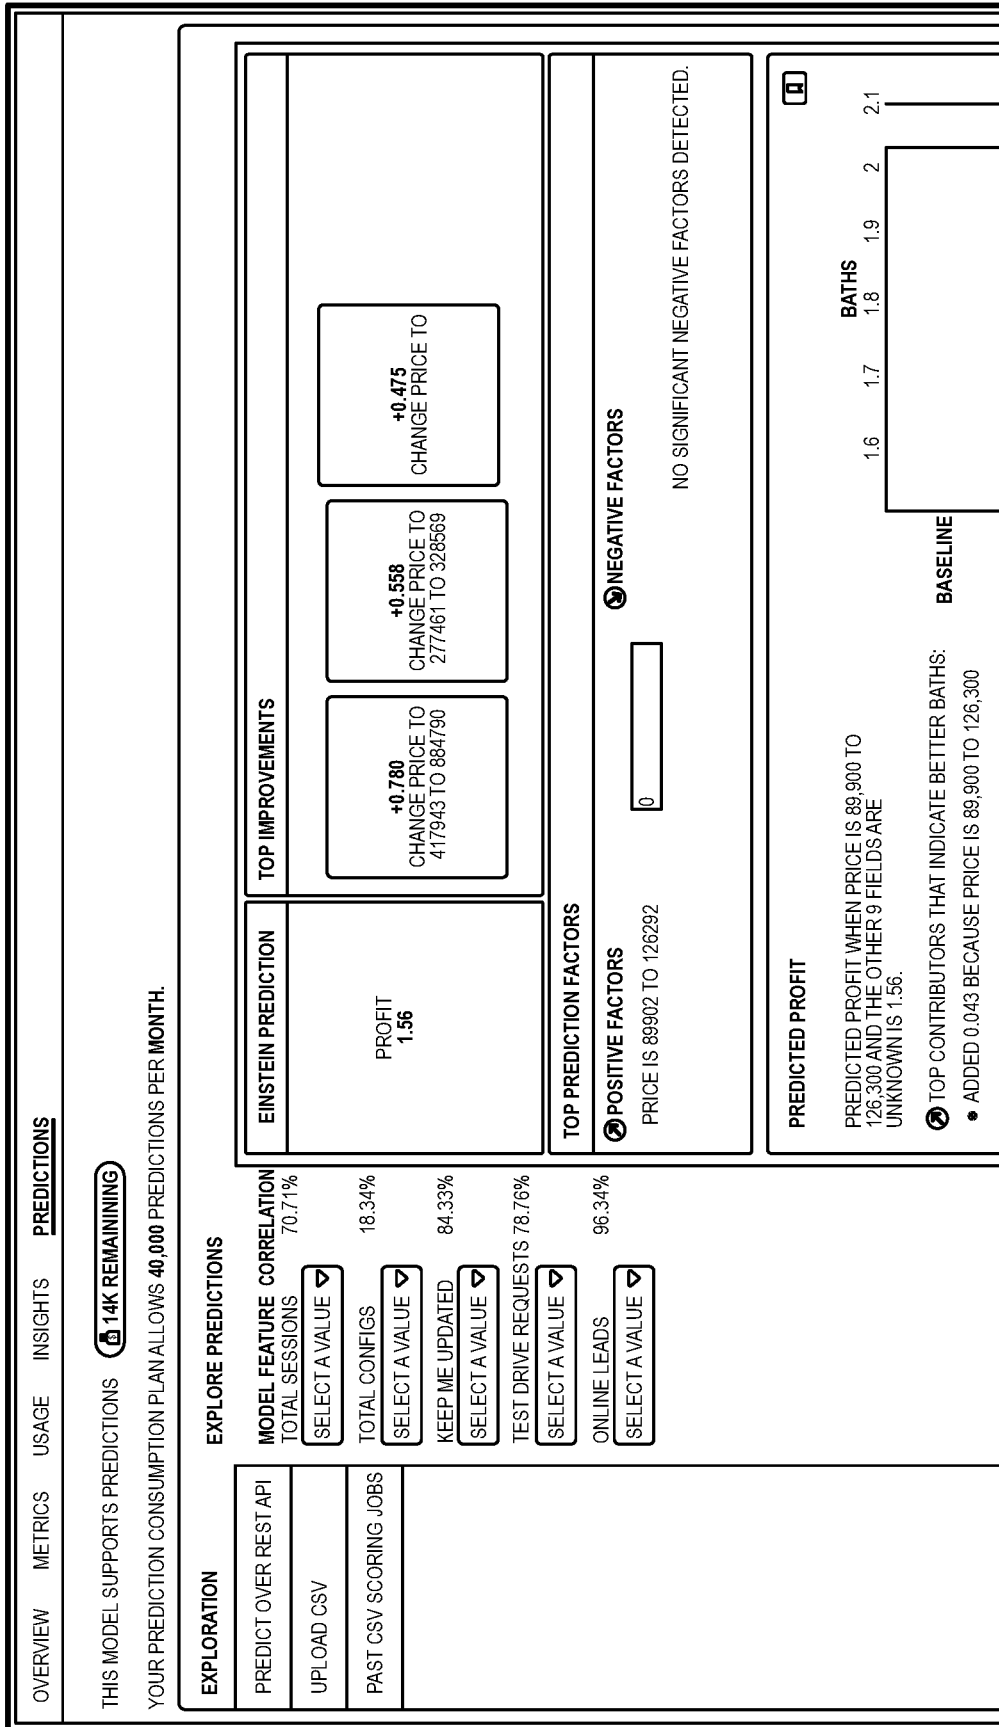 OVERVIEW METRICS USAGE INSIGHTS PREDICTIONS
THIS MODEL SUPPORTS PREDICTIONS 14K REMAINING
YOUR PREDICTION CONSUMPTION PLAN ALLOWS 40,000 PREDICTIONS PER MONTH.
EXPLORATION
PREDICT OVER REST API
UPLOAD CSV
PAST CSV SCORING JOBS
EXPLORE PREDICTIONS
MODEL FEATURE CORRELATION
TOTAL SESSIONS 70.71%
SELECT A VALUE
TOTAL CONFIGS 18.34%
SELECT A VALUE
KEEP ME UPDATED 84.33%
SELECT A VALUE
TEST DRIVE REQUESTS 78.76%
SELECT A VALUE
ONLINE LEADS 96.34%
SELECT A VALUE
EINSTEIN PREDICTION
PROFIT
1.56
TOP IMPROVEMENTS
+0.780
CHANGE PRICE TO
417943 TO 884790
+0.558
CHANGE PRICE TO
277461 TO 328569
+0.475
CHANGE PRICE TO
TOP PREDICTION FACTORS
POSITIVE FACTORS
PRICE IS 89902 TO 126292
0
NEGATIVE FACTORS
NO SIGNIFICANT NEGATIVE FACTORS DETECTED.
PREDICTED PROFIT
PREDICTED PROFIT WHEN PRICE IS 89,900 TO
126,300 AND THE OTHER 9 FIELDS ARE
UNKNOWN IS 1.56.
TOP CONTRIBUTORS THAT INDICATE BETTER BATHS:
• ADDED 0.043 BECAUSE PRICE IS 89,900 TO 126,300
BATHS
1.6 1.7 1.8 1.9 2 2.1
BASELINE